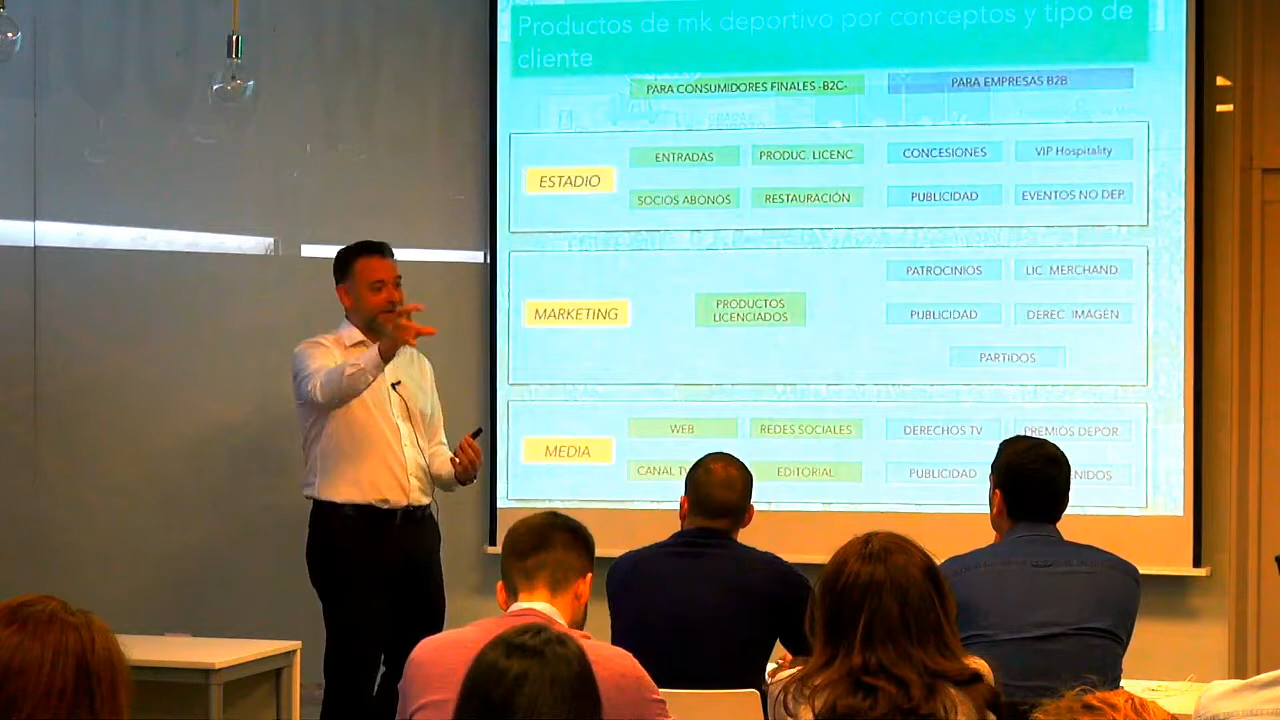 Productos de mk deportivo por conceptos y tipo de
cliente
PARA CONSUMIDORES FINALES -B2C-
PARA EMPRESAS B2B
ESTADIO
ENTRADAS
PRODUC. LICENC
CONCESIONES
VIP Hospitality
SOCIOS ABONOS
RESTAURACIÓN
PUBLICIDAD
EVENTOS NO DEP.
MARKETING
PRODUCTOS
LICENCIADOS
PATROCINIOS
LIC. MERCHAND.
PUBLICIDAD
DEREC. IMAGEN
PARTIDOS
MEDIA
WEB
REDES SOCIALES
DERECHOS TV
PREMIOS DEPOR.
CANAL TV
EDITORIAL
PUBLICIDAD